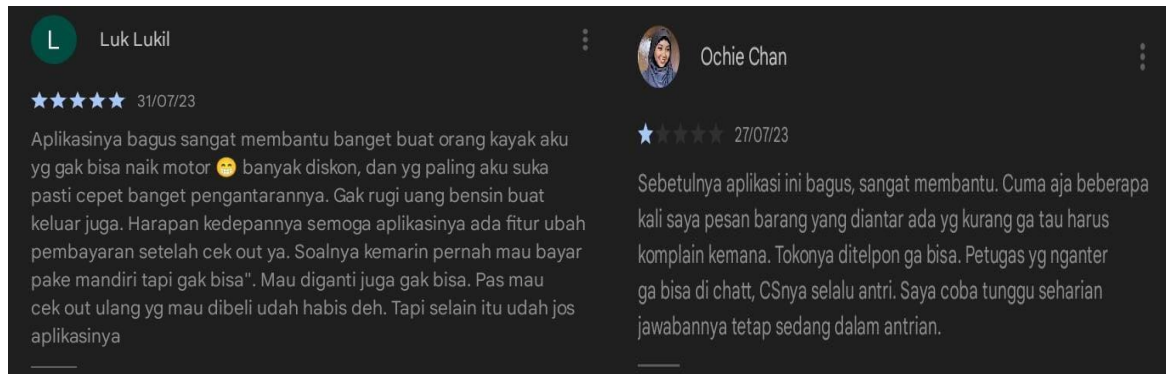 L
Luk Lukil
31/07/23
Aplikasinya bagus sangat membantu banget buat orang kayak aku
yg gak bisa naik motor 😁 banyak diskon, dan yg paling aku suka
pasti cepet banget pengantarannya. Gak rugi uang bensin buat
keluar juga. Harapan kedepannya semoga aplikasinya ada fitur ubah
pembayaran setelah cek out ya. Soalnya kemarin pernah mau bayar
pake mandiri tapi gak bisa". Mau diganti juga gak bisa. Pas mau
cek out ulang yg mau dibeli udah habis deh. Tapi selain itu udah jos
aplikasinya
Ochie Chan
27/07/23
Sebetulnya aplikasi ini bagus, sangat membantu. Cuma aja beberapa
kali saya pesan barang yang diantar ada yg kurang ga tau harus
komplain kemana. Tokonya ditelpon ga bisa. Petugas yg nganter
ga bisa di chatt, CSnya selalu antri. Saya coba tunggu seharian
jawabannya tetap sedang dalam antrian.